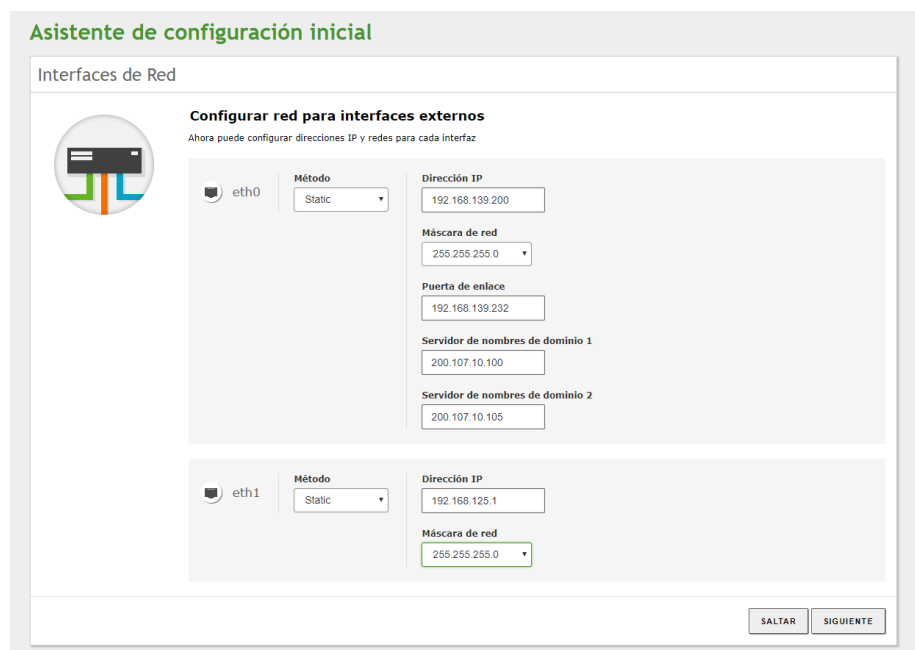 Asistente de configuración inicial
Interfaces de Red
Configurar red para interfaces externos
Ahora puede configurar direcciones IP y redes para cada interfaz
eth0
Método
Static
Dirección IP
192.168.139.200
Máscara de red
255.255.255.0
Puerta de enlace
192.168.139.232
Servidor de nombres de dominio 1
200.107.10.100
Servidor de nombres de dominio 2
200.107.10.105
eth1
Método
Static
Dirección IP
192.168.125.1
Máscara de red
255.255.255.0
SALTAR
SIGUIENTE